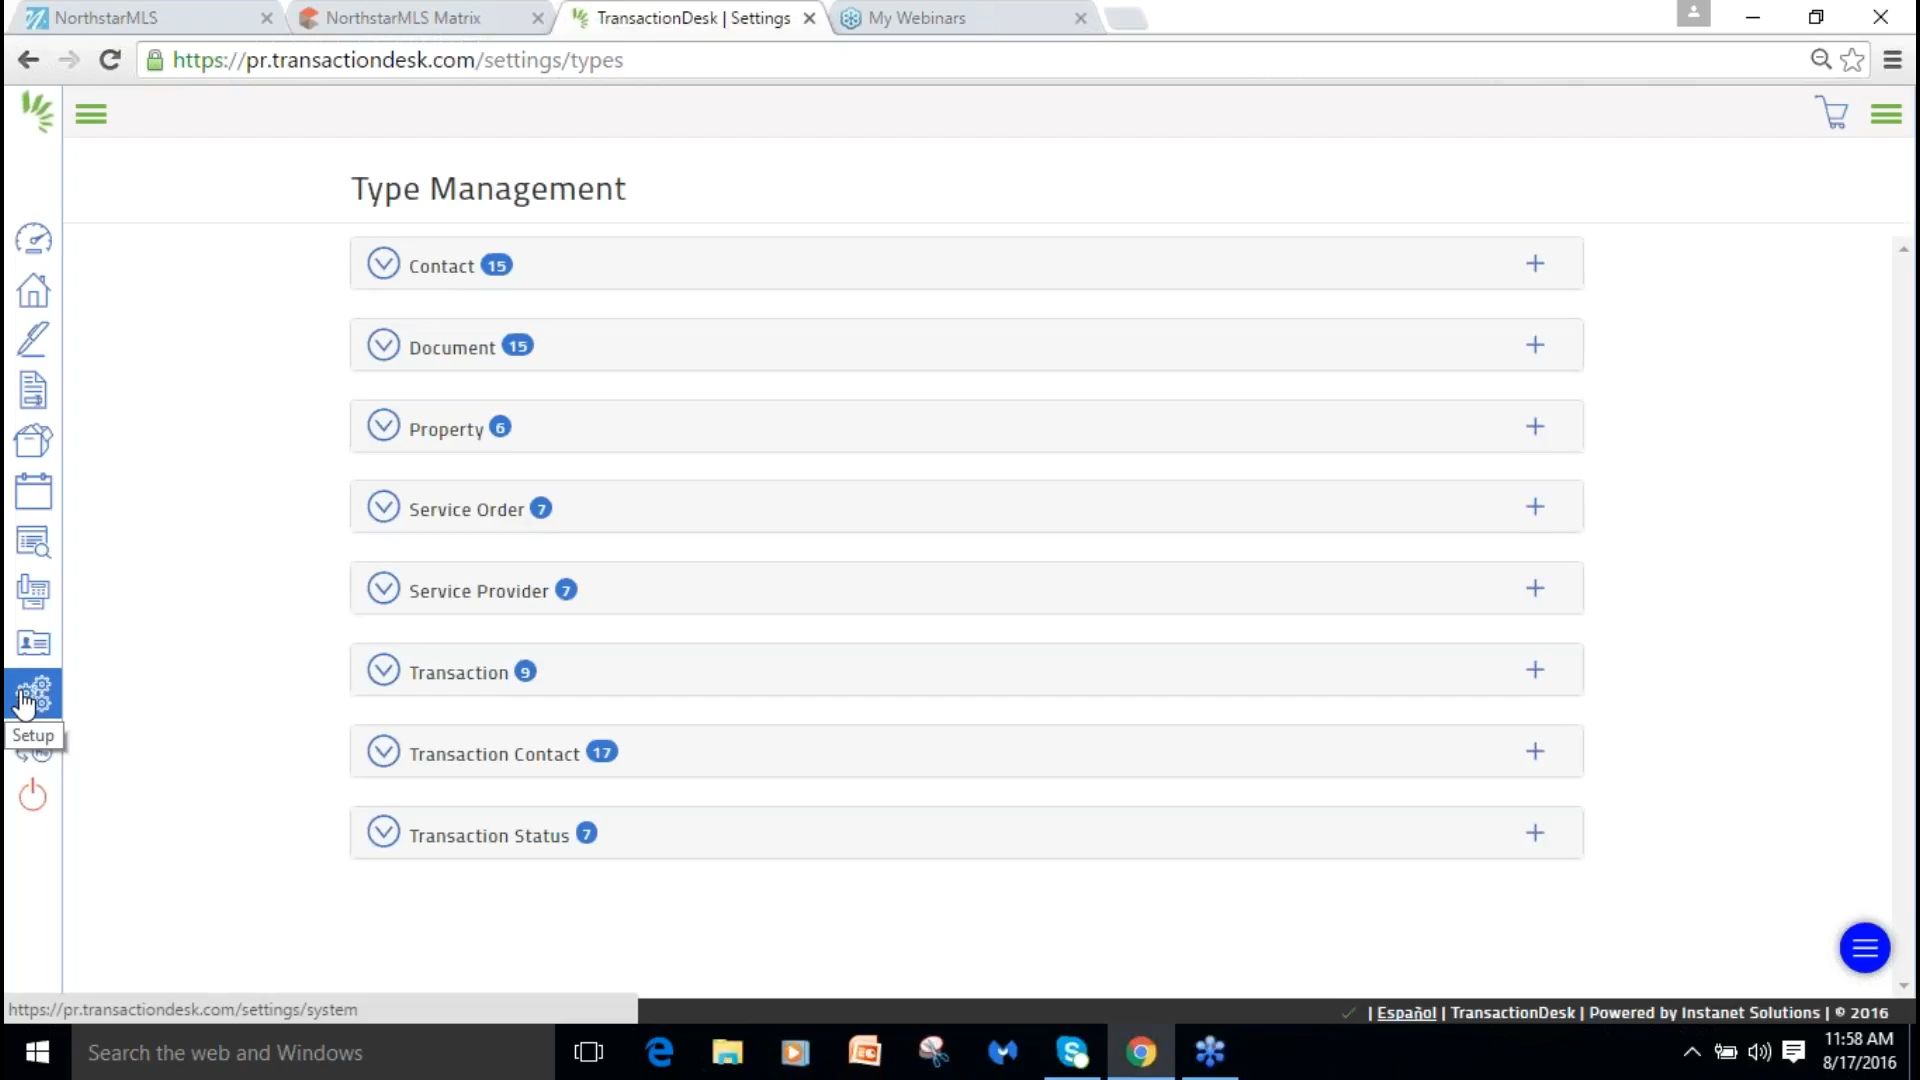 NorthstarMLS
NorthstarMLS Matrix
TransactionDesk | Settings
My Webinars
https://pr.transactiondesk.com/settings/types
Type Management
Contact 15
Document 15
Property 6
Service Order 7
Service Provider 7
Transaction 9
Transaction Contact 17
Transaction Status 7
Setup
https://pr.transactiondesk.com/settings/system
| Español | TransactionDesk | Powered by Instanet Solutions | © 2016
Search the web and Windows
11:58 AM
8/17/2016